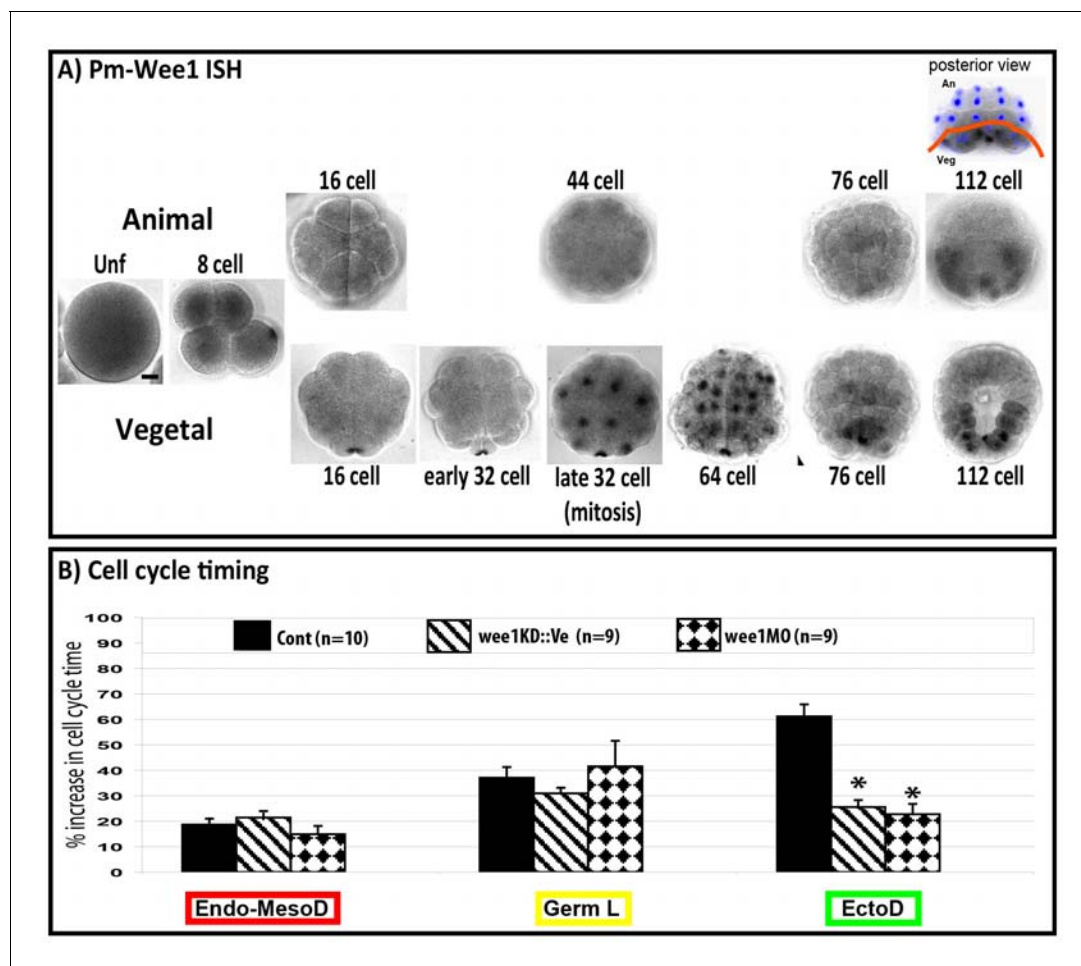 A) Pm-Wee1 ISH
posterior view
An
Veg
16 cell
44 cell
76 cell
112 cell
Animal
Unf
8 cell
Vegetal
16 cell
early 32 cell
late 32 cell
(mitosis)
64 cell
76 cell
112 cell
B) Cell cycle timing
% increase in cell cycle time
100
90
80
70
60
50
40
30
20
10
0
Cont (n=10)
wee1KD::Ve (n=9)
wee1MO (n=9)
*
*
Endo-MesoD
Germ L
EctoD